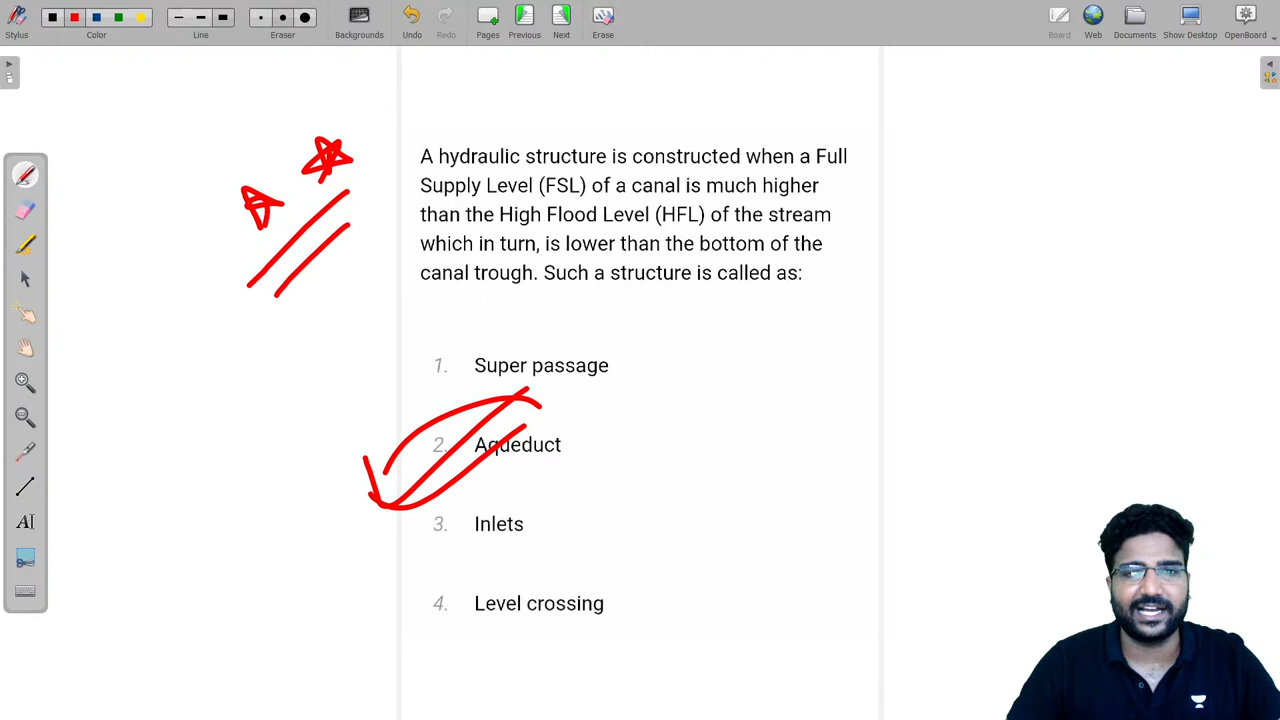 Stylus
Color
Line
Eraser
Backgrounds
Undo
Redo
Pages
Previous
Next
Erase
Board
Web
Documents
Show Desktop
OpenBoard
A hydraulic structure is constructed when a Full
Supply Level (FSL) of a canal is much higher
than the High Flood Level (HFL) of the stream
which in turn, is lower than the bottom of the
canal trough. Such a structure is called as:
1. Super passage
2. Aqueduct
3. Inlets
4. Level crossing
AI